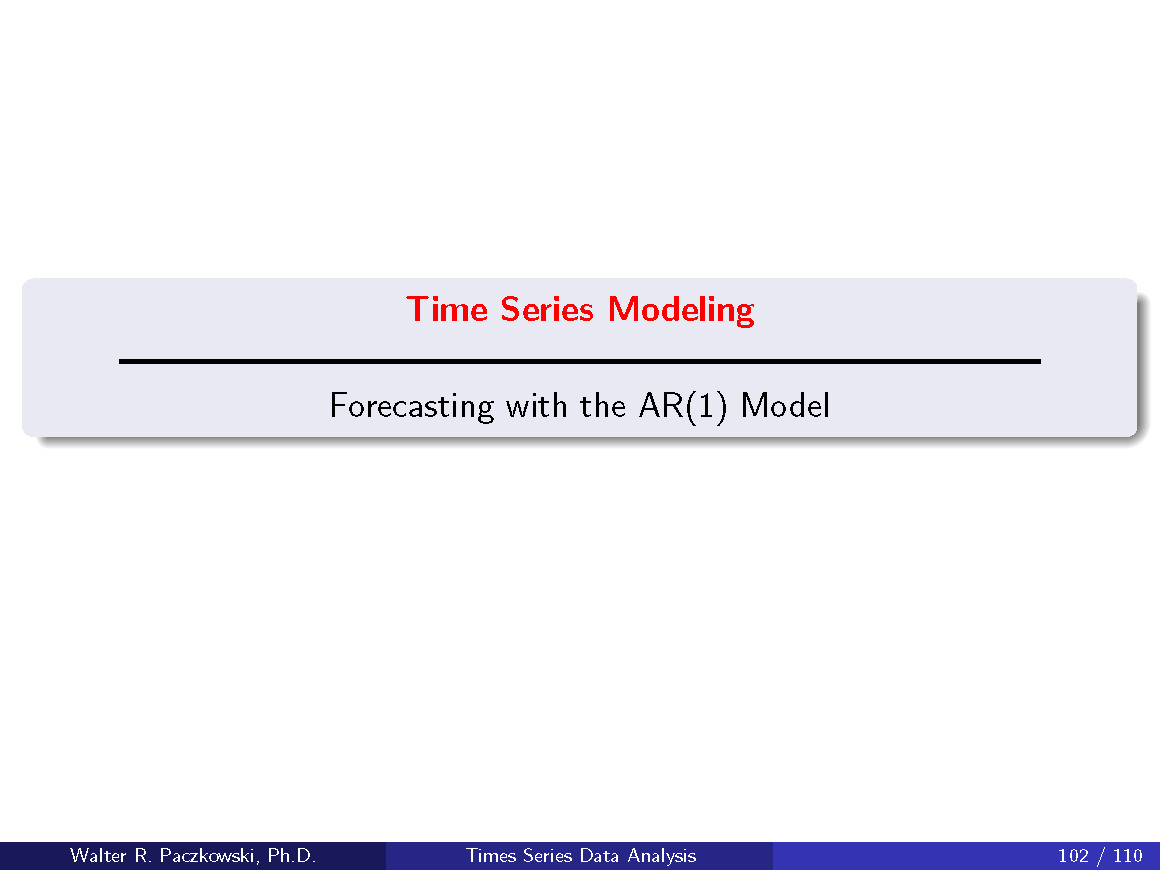 Time Series Modeling
Forecasting with the AR(1) Model
Walter R. Paczkowski, Ph.D. Times Series Data Analysis 102 / 110